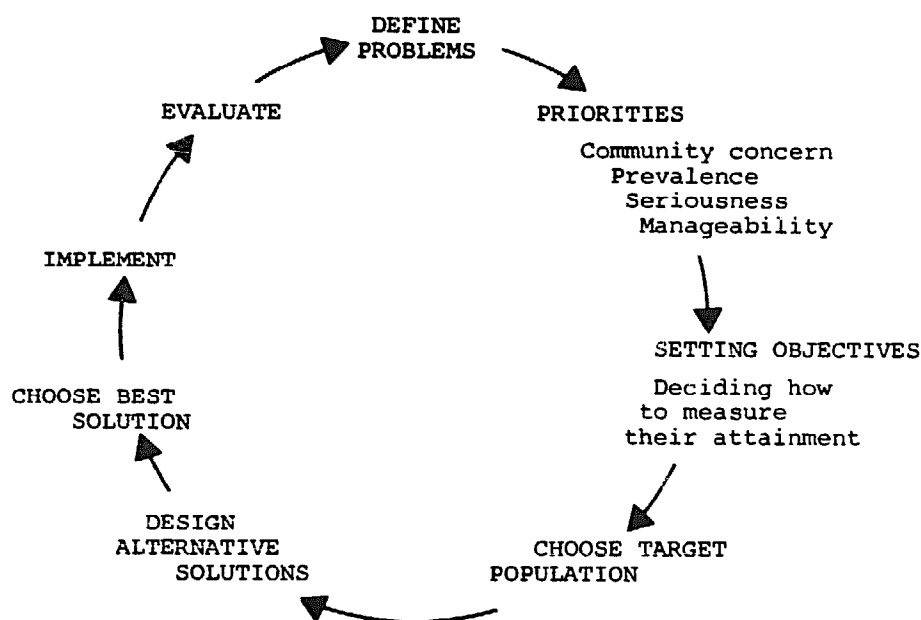 DEFINE
PROBLEMS
PRIORITIES
Community concern
Prevalence
Seriousness
Manageability
SETTING OBJECTIVES
Deciding how
to measure
their attainment
CHOOSE TARGET
POPULATION
DESIGN
ALTERNATIVE
SOLUTIONS
CHOOSE BEST
SOLUTION
IMPLEMENT
EVALUATE